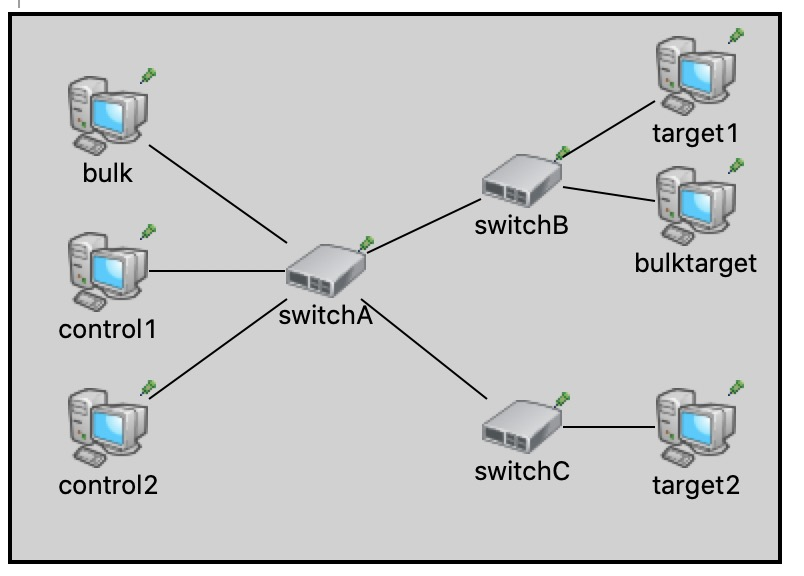 target1
bulk
switchB
bulktarget
control1
switchA
control2
switchC
target2